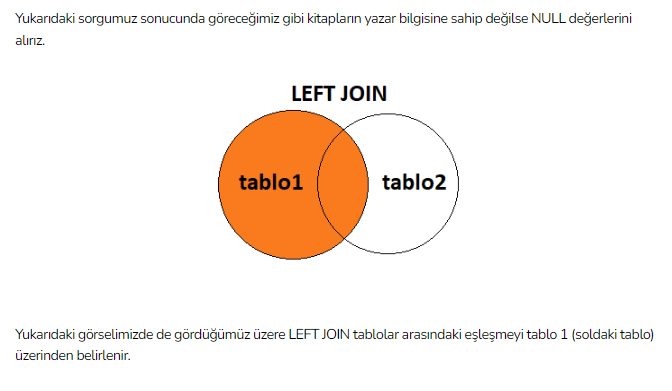 Yukarıdaki sorgumuz sonucunda göreceğimiz gibi kitapların yazar bilgisine sahip değilse NULL değerlerini
alırız.
LEFT JOIN
tablo1 tablo2
Yukarıdaki görselimizde de gördüğümüz üzere LEFT JOIN tablolar arasındaki eşleşmeyi tablo 1 (soldaki tablo)
üzerinden belirlenir.